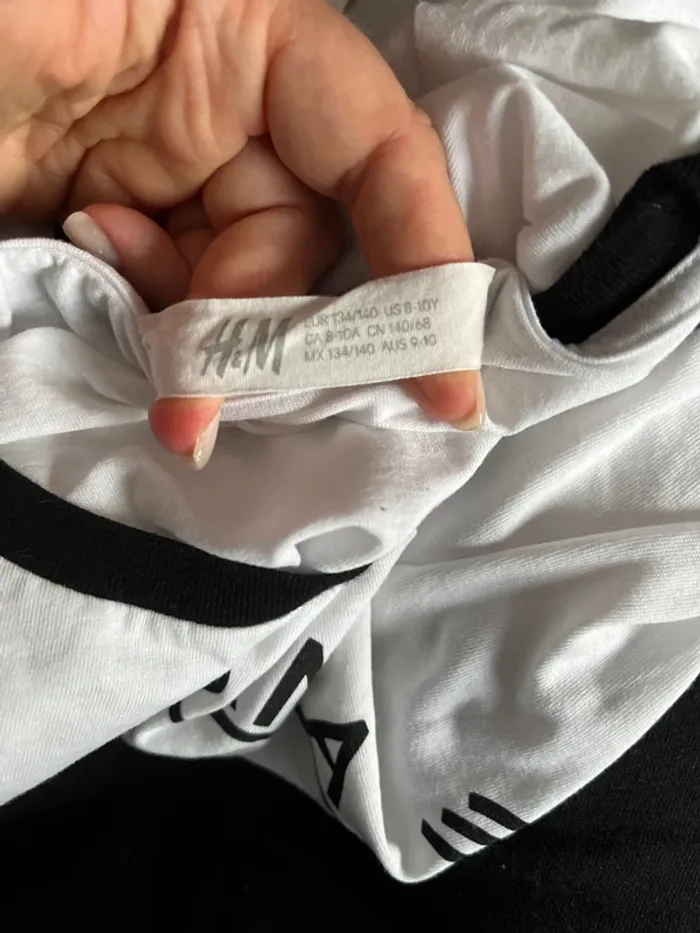 H&M
EUR 134/140 US 8-10Y
CA 8-10A CN 140/68
MX 134/140 AUS 9-10